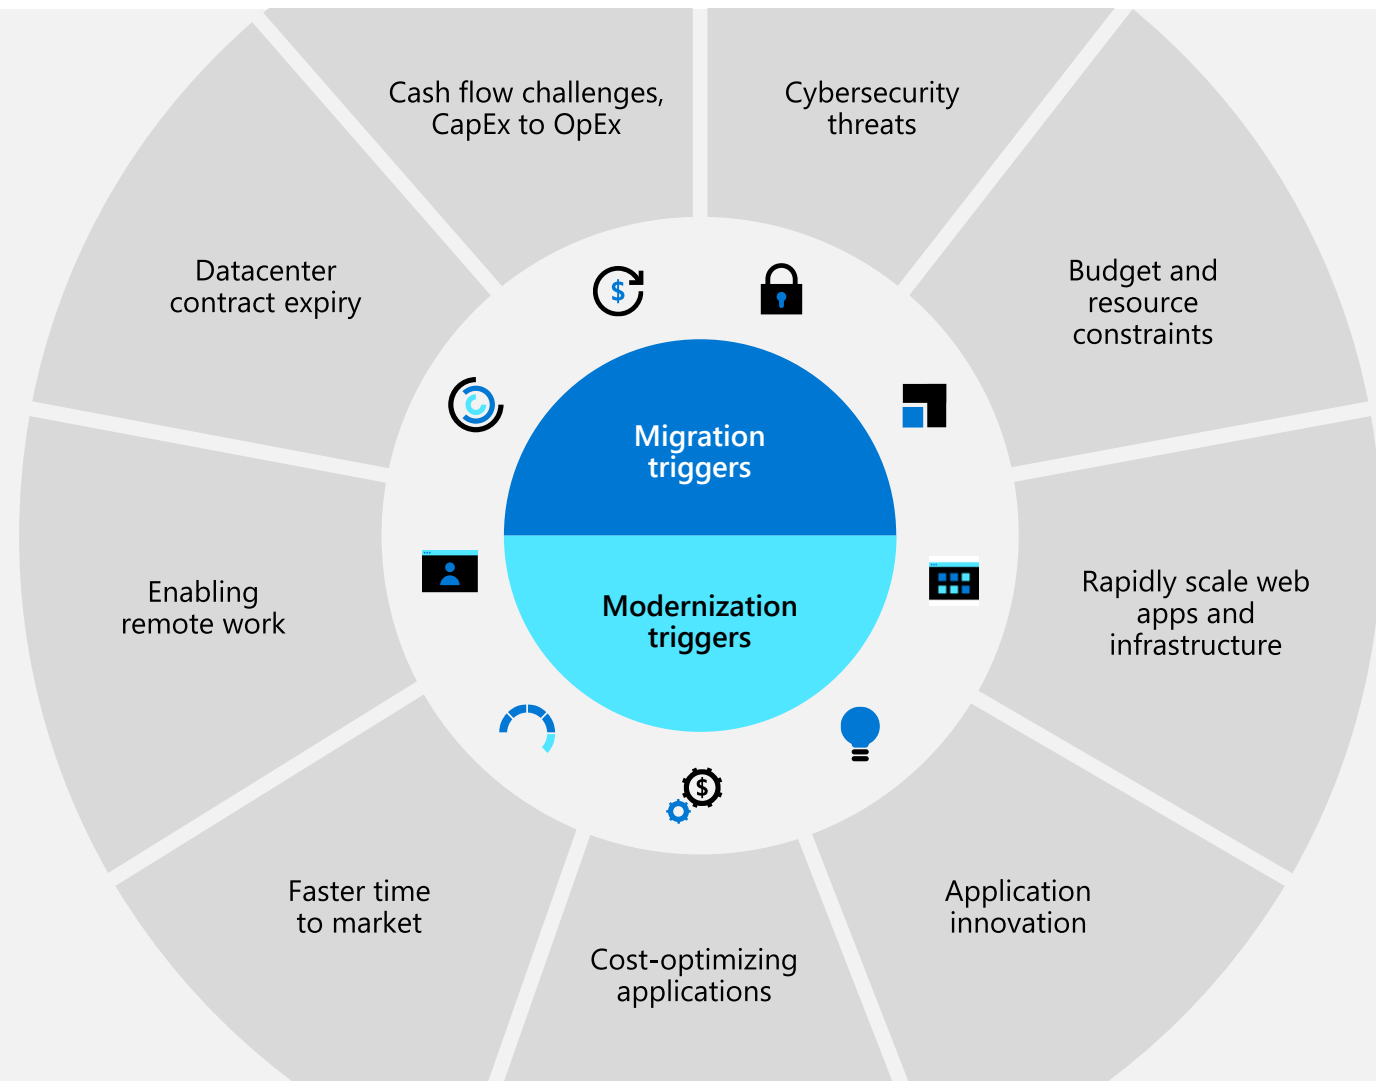 Cash flow challenges,
CapEx to OpEx
Cybersecurity
threats
Datacenter
contract expiry
Budget and
resource
constraints
$
Migration
triggers
Modernization
triggers
Enabling
remote work
Rapidly scale web
apps and
infrastructure
$
Faster time
to market
Application
innovation
Cost-optimizing
applications